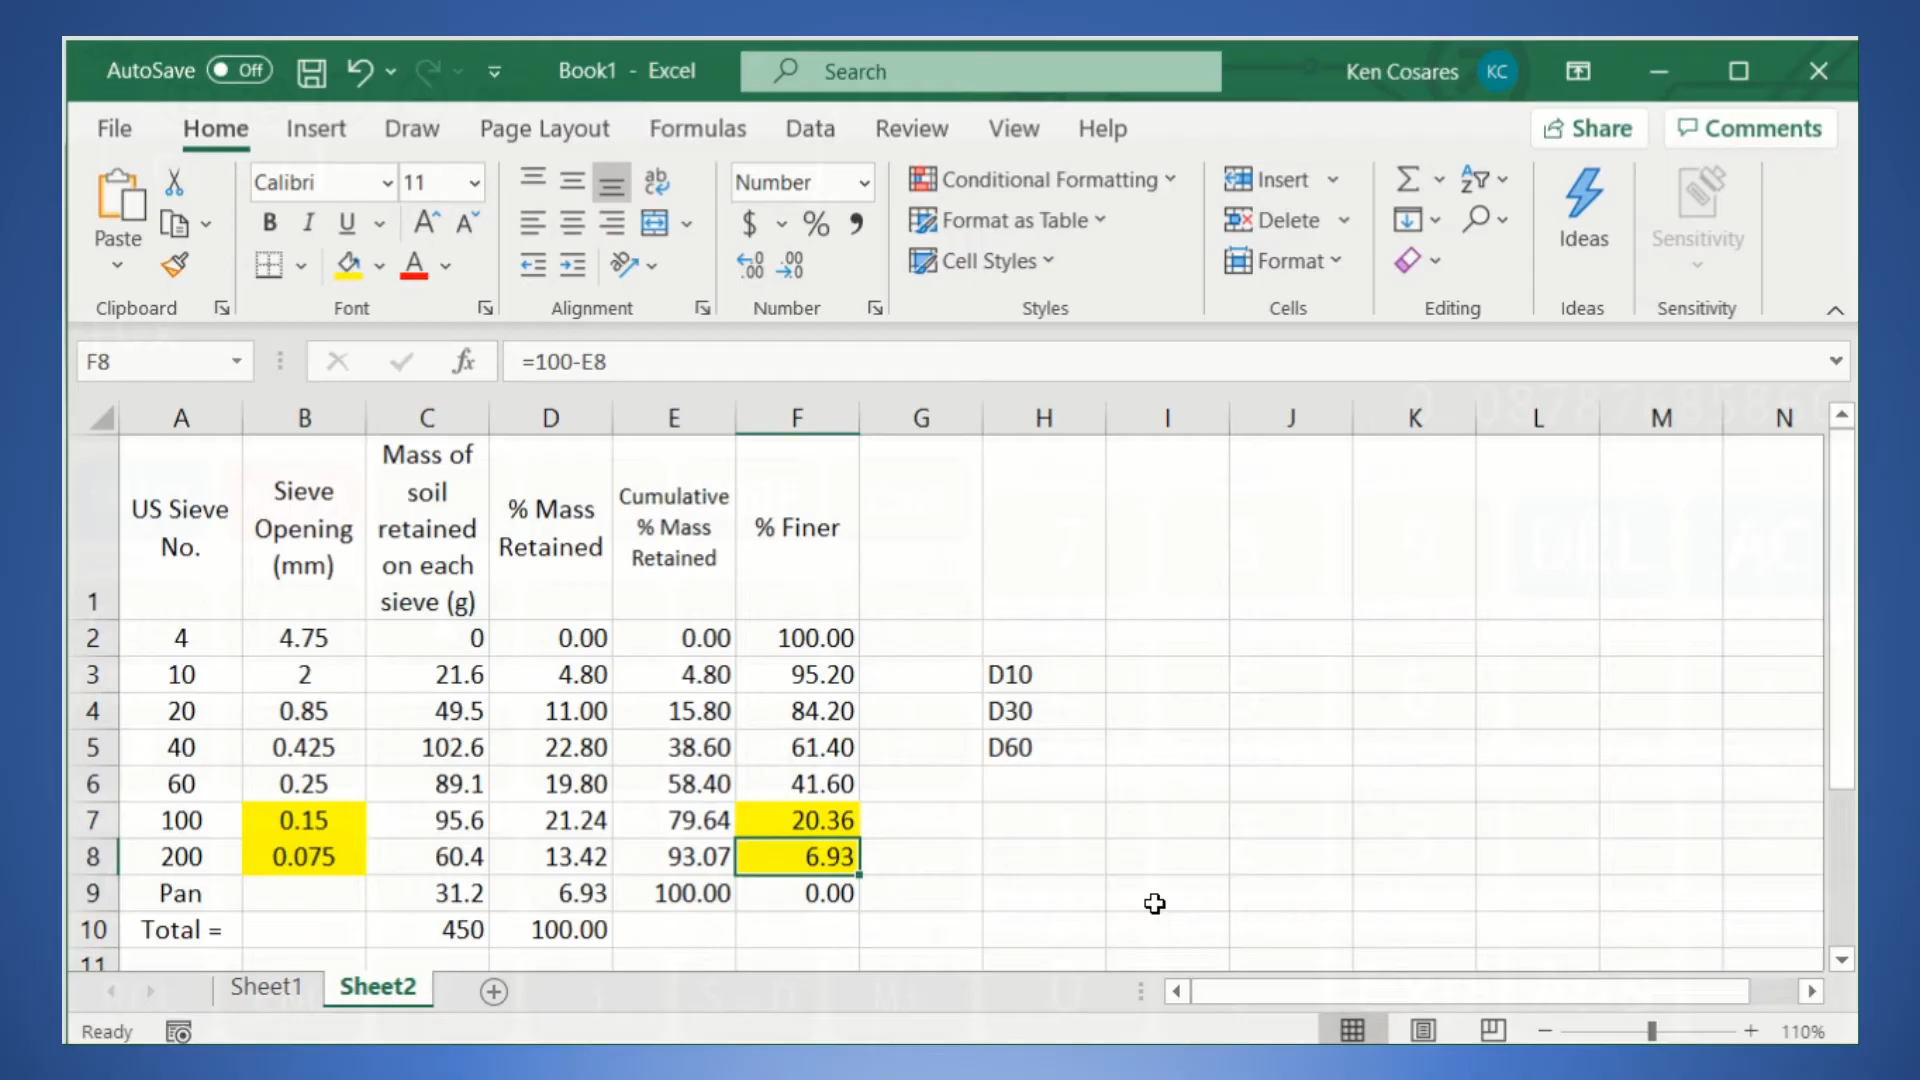 AutoSave Off Book1 - Excel Search Ken Cosares KC
File Home Insert Draw Page Layout Formulas Data Review View Help Share Comments
Paste
Clipboard
Calibri 11
B I U A A
A
Font
ab
Alignment
Number
$ % ,
.00 .00
Number
Conditional Formatting
Format as Table
Cell Styles
Styles
Insert
Delete
Format
Cells
Editing
Ideas
Ideas
Sensitivity
Sensitivity
F8 fx =100-E8
A B C D E F G H I J K L M N
1
US Sieve
No.
Sieve
Opening
(mm)
Mass of
soil
retained
on each
sieve (g)
% Mass
Retained
Cumulative
% Mass
Retained
% Finer
2 4 4.75 0 0.00 0.00 100.00
3 10 2 21.6 4.80 4.80 95.20 D10
4 20 0.85 49.5 11.00 15.80 84.20 D30
5 40 0.425 102.6 22.80 38.60 61.40 D60
6 60 0.25 89.1 19.80 58.40 41.60
7 100 0.15 95.6 21.24 79.64 20.36
8 200 0.075 60.4 13.42 93.07 6.93
9 Pan 31.2 6.93 100.00 0.00
10 Total = 450 100.00
11
Sheet1 Sheet2
Ready 110%